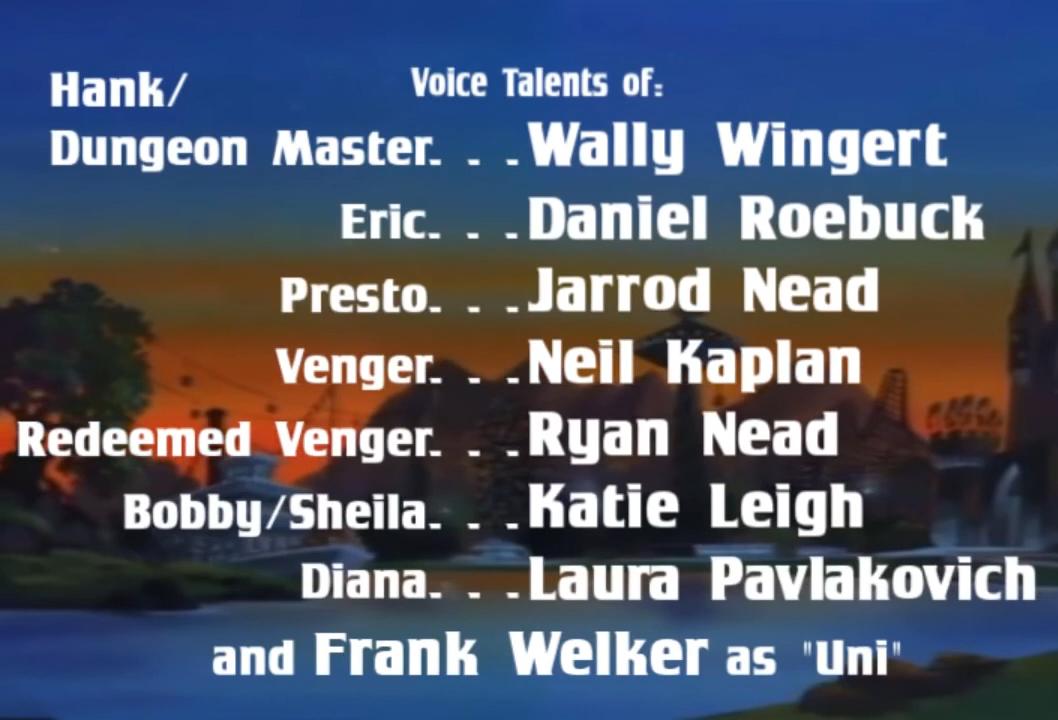 Voice Talents of:
Hank/
Dungeon Master. . .Wally Wingert
Eric. . .Daniel Roebuck
Presto. . .Jarrod Nead
Venger. . .Neil Kaplan
Redeemed Venger. . .Ryan Nead
Bobby/Sheila. . .Katie Leigh
Diana. . .Laura Pavlakovich
and Frank Welker as "Uni"